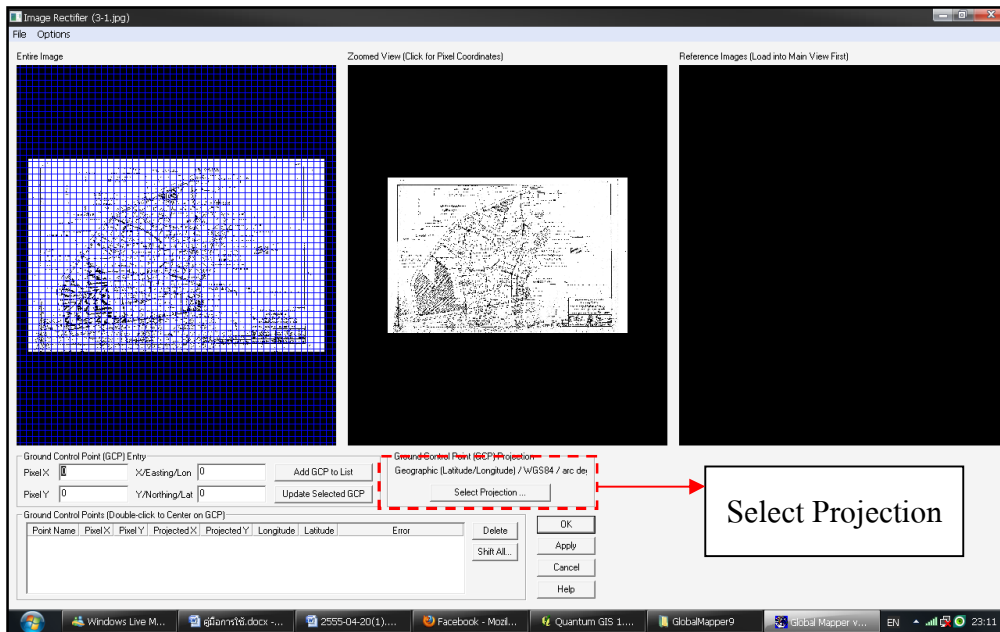 Image Rectifier (3-1.jpg)
File Options
Entire Image
Zoomed View (Click for Pixel Coordinates)
Reference Images (Load into Main View First)
Ground Control Point (GCP) Entry
Pixel X 0 X/Easting/Lon 0 Add GCP to List
Pixel Y 0 Y/Northing/Lat 0 Update Selected GCP
Ground Control Point (GCP) Projection
Geographic (Latitude/Longitude) / WGS84 / arc deg
Select Projection ...
Select Projection
Ground Control Points (Double-click to Center on GCP)
Point Name Pixel X Pixel Y Projected X Projected Y Longitude Latitude Error
Delete
Shift All...
OK
Apply
Cancel
Help
Windows Live M... คู่มือการใช้.docx -... 2555-04-20(1).... Facebook - Mozil... Quantum GIS 1.... GlobalMapper9 Global Mapper v... EN 23:11